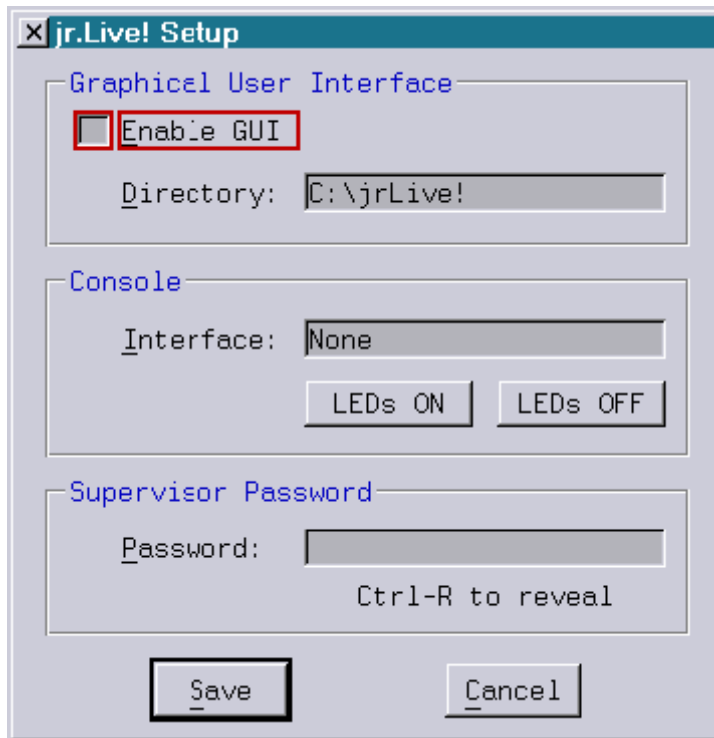 jr.Live! Setup
Graphical User Interface
Enable GUI
Directory: C:\jrLive!
Console
Interface: None
LEDs ON LEDs OFF
Supervisor Password
Password:
Ctrl-R to reveal
Save Cancel